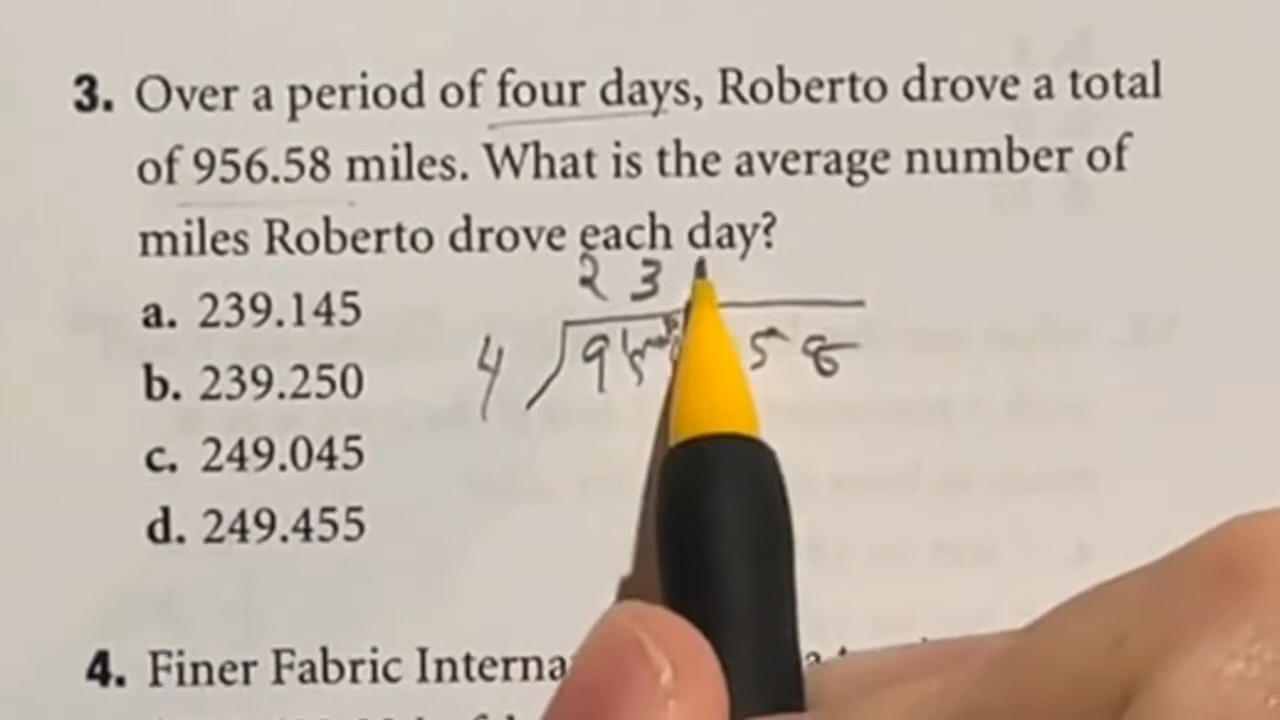 3. Over a period of four days, Roberto drove a total
of 956.58 miles. What is the average number of
miles Roberto drove each day?
2 3
a. 239.145
4 9 5 5 8
b. 239.250
c. 249.045
d. 249.455
4. Finer Fabric